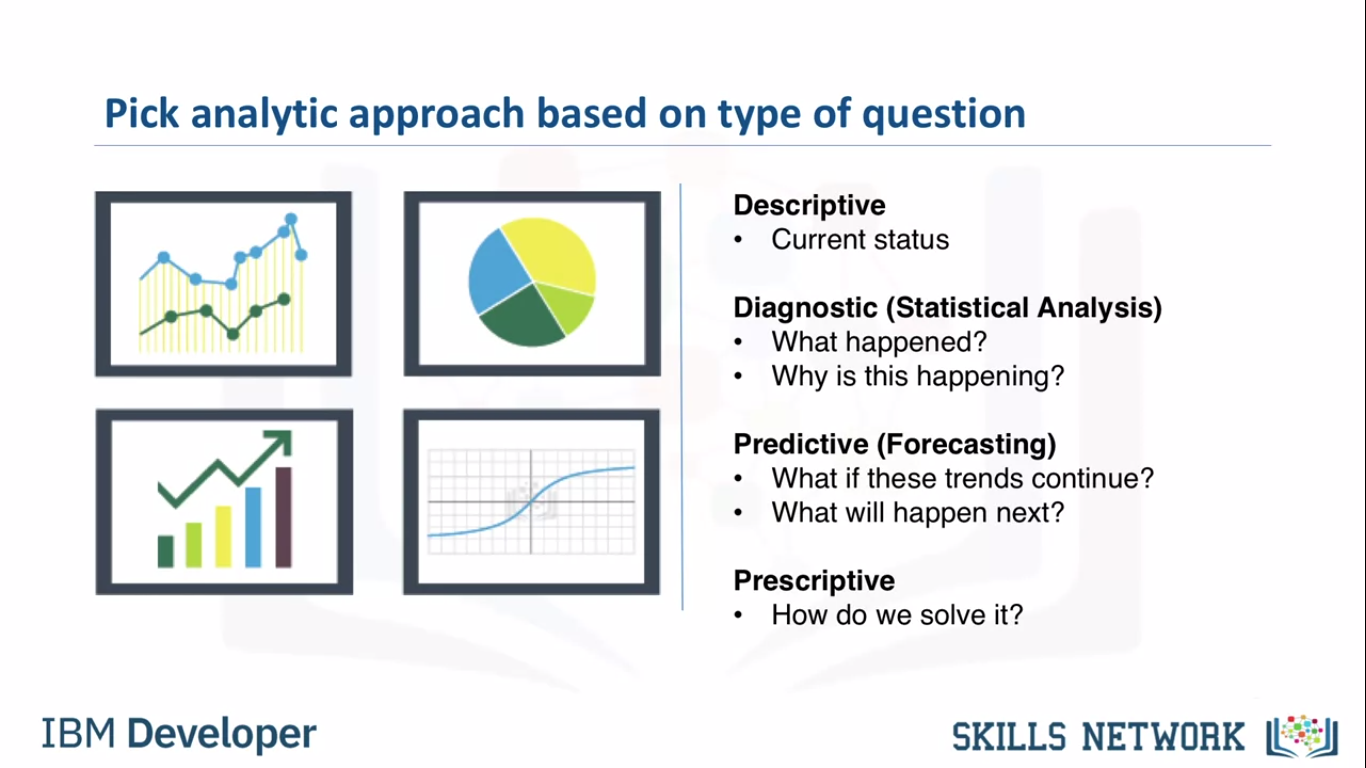 Pick analytic approach based on type of question
Descriptive
• Current status
Diagnostic (Statistical Analysis)
• What happened?
• Why is this happening?
Predictive (Forecasting)
• What if these trends continue?
• What will happen next?
Prescriptive
• How do we solve it?
IBM Developer
SKILLS NETWORK